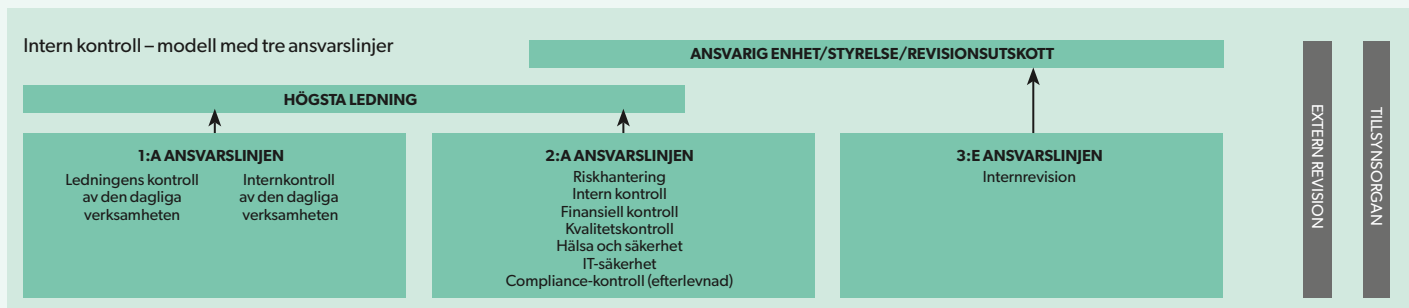 Intern kontroll – modell med tre ansvarslinjer
ANSVARIG ENHET/STYRELSE/REVISIONSUTSKOTT
HÖGSTA LEDNING
1:A ANSVARSLINJEN
Ledningens kontroll
av den dagliga
verksamheten
Internkontroll
av den dagliga
verksamheten
2:A ANSVARSLINJEN
Riskhantering
Intern kontroll
Finansiell kontroll
Kvalitetskontroll
Hälsa och säkerhet
IT-säkerhet
Compliance-kontroll (efterlevnad)
3:E ANSVARSLINJEN
Internrevision
EXTERN REVISION
TILLSYNSORGAN